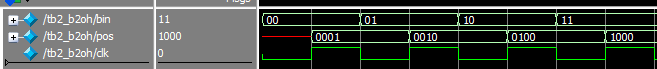 Msgs
/tb2_b2oh/bin 11 00 01 10 11
/tb2_b2oh/pos 1000 0001 0010 0100 1000
/tb2_b2oh/clk 0